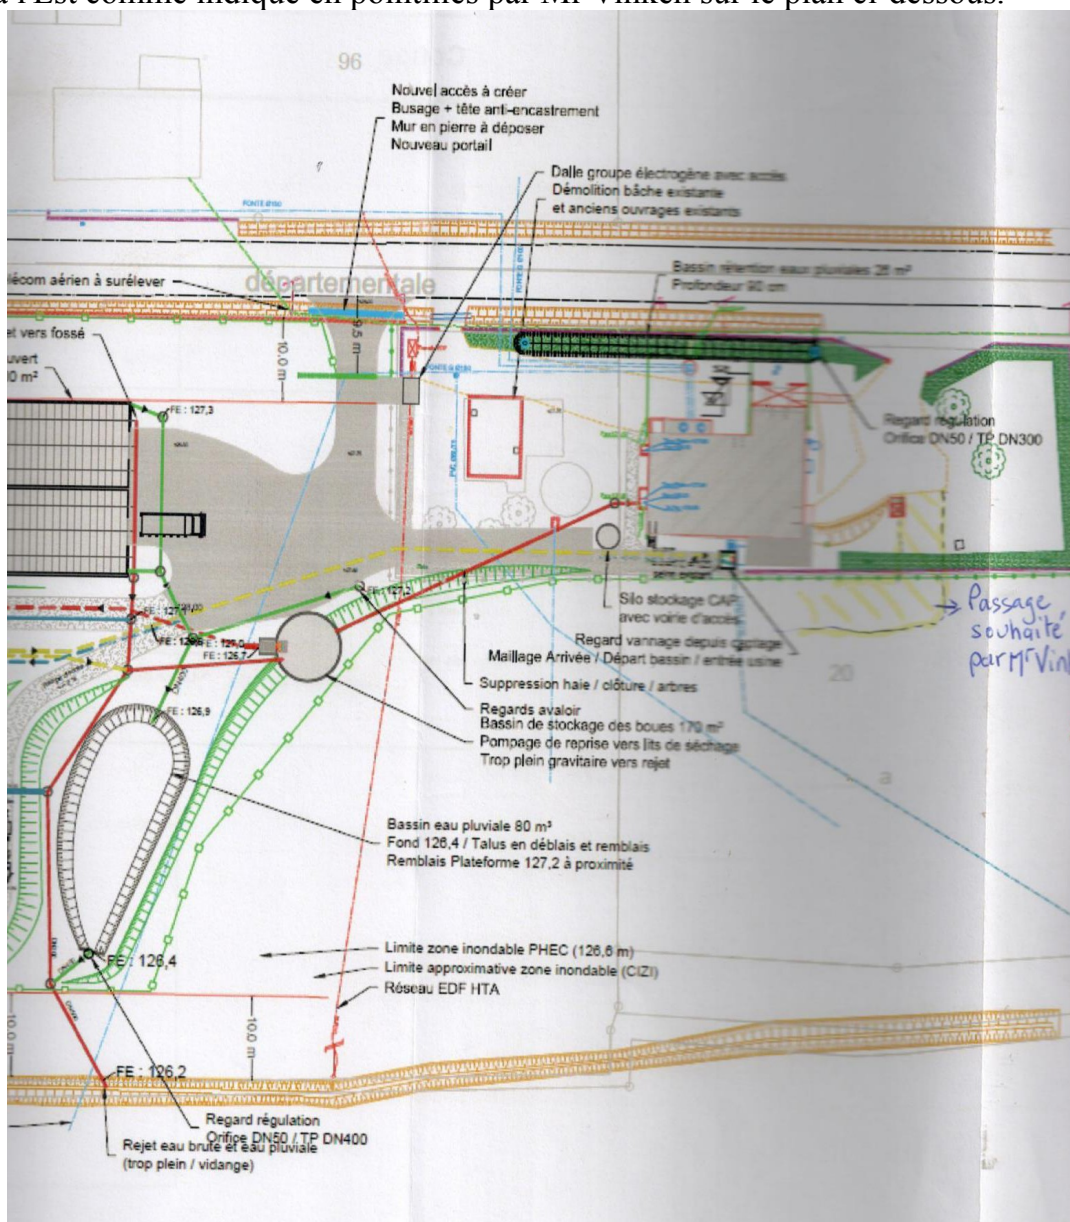 à l'Est comme indiqué en pointillés par Mr Vinken sur le plan ci-dessous.
96
Nouvel accès à créer
Busage + tête anti-encastrement
Mur en pierre à déposer
Nouveau portail
Dalle groupe électrogène avec accès
Démolition bâche existante
et anciens ouvrages existants
FONTE Ø150
départementale
Bassin rétention eaux pluviales 26 m³
Profondeur 90 cm
télécom aérien à surélever
et vers fossé
9.5 m
10.0 m
FE : 127,3
Regard régulation
Orifice DN50 / TP DN300
Silo stockage CAP
avec voirie d'accès
Regard vannage depuis captage
Maillage Arrivée / Départ bassin / entrée usine
Suppression haie / clôture / arbres
FE : 127,2
FE : 126,7
FE : 126,9
Regards avaloir
Bassin de stockage des boues 170 m³
Pompage de reprise vers lits de séchage
Trop plein gravitaire vers rejet
→ Passage
souhaité
par Mr Vin
20
a
Bassin eau pluviale 80 m³
Fond 126,4 / Talus en déblais et remblais
Remblais Plateforme 127,2 à proximité
FE : 126,4
Limite zone inondable PHEC (126,6 m)
Limite approximative zone inondable (CIZI)
Réseau EDF HTA
10.0 m
10.0 m
FE : 126,2
Regard régulation
Orifice DN50 / TP DN400
Rejet eau brute et eau pluviale
(trop plein / vidange)